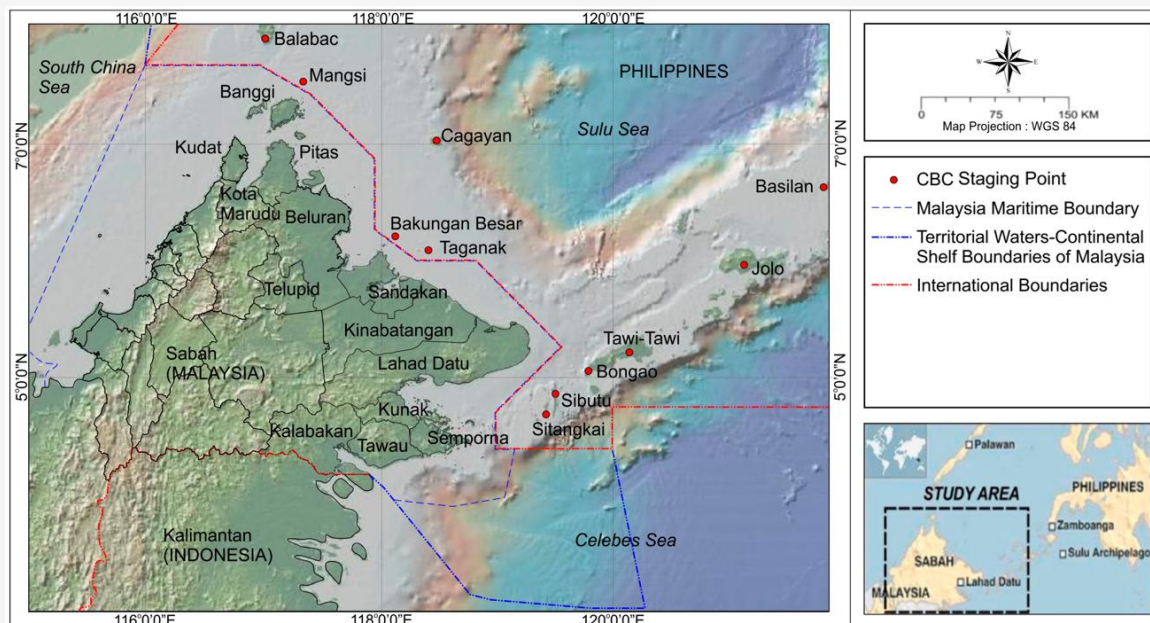 116°0'0"E
118°0'0"E
120°0'0"E
South China
Sea
Balabac
Mangsi
Banggi
PHILIPPINES
Sulu Sea
Cagayan
7°0'0"N
7°0'0"N
Kudat
Pitas
Kota
Marudu
Beluran
Basilan
Bakungan Besar
Taganak
Jolo
Telupid
Sandakan
Kinabatangan
Tawi-Tawi
Sabah
(MALAYSIA)
Lahad Datu
Bongao
5°0'0"N
5°0'0"N
Sibutu
Kunak
Sitangkai
Kalabakan
Tawau
Semporna
Kalimantan
(INDONESIA)
Celebes Sea
116°0'0"E
118°0'0"E
120°0'0"E
N
W
E
S
0 75 150 KM
Map Projection : WGS 84
CBC Staging Point
Malaysia Maritime Boundary
Territorial Waters-Continental
Shelf Boundaries of Malaysia
International Boundaries
Palawan
STUDY AREA
PHILIPPINES
Zamboanga
Sulu Archipelago
SABAH
Lahad Datu
MALAYSIA